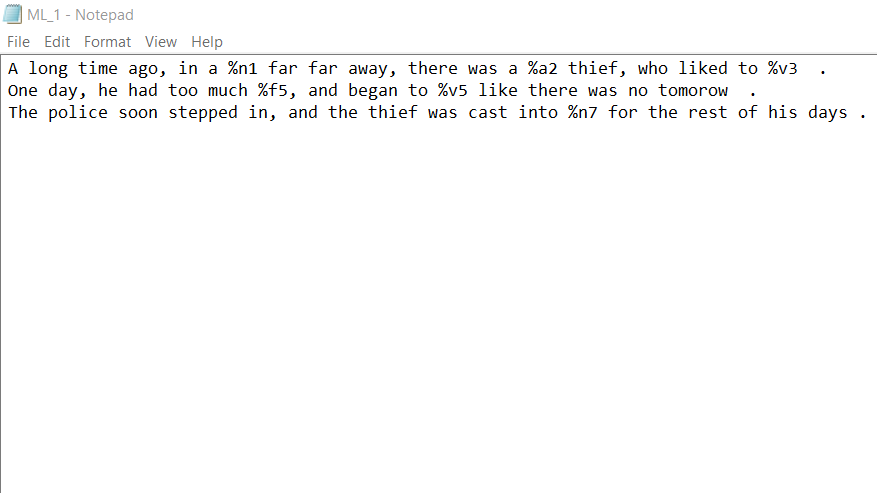 ML_1 - Notepad
File Edit Format View Help
A long time ago, in a %n1 far far away, there was a %a2 thief, who liked to %v3  .
One day, he had too much %f5, and began to %v5 like there was no tomorow  .
The police soon stepped in, and the thief was cast into %n7 for the rest of his days .